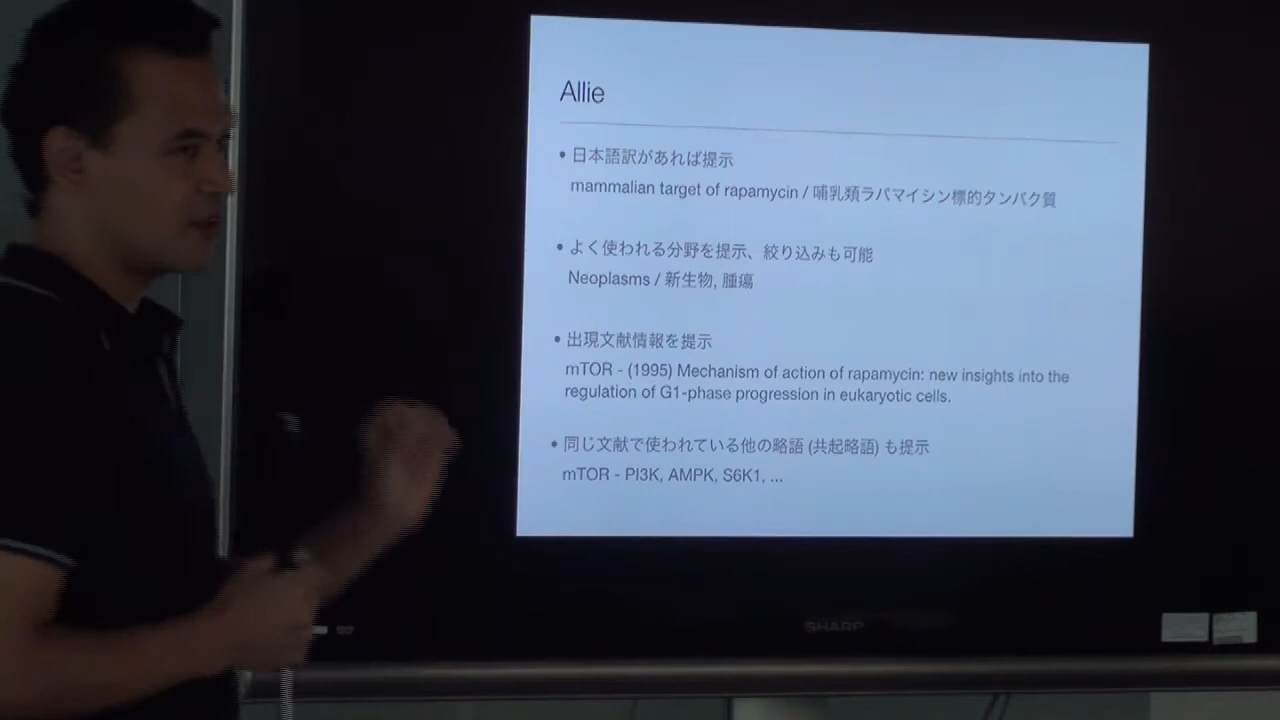 Allie
• 日本語訳があれば提示
mammalian target of rapamycin / 哺乳類ラパマイシン標的タンパク質
• よく使われる分野を提示、絞り込みも可能
Neoplasms / 新生物, 腫瘍
• 出現文献情報を提示
mTOR - (1995) Mechanism of action of rapamycin: new insights into the
regulation of G1-phase progression in eukaryotic cells.
• 同じ文献で使われている他の略語 (共起略語) も提示
mTOR - PI3K, AMPK, S6K1, ...
SHARP